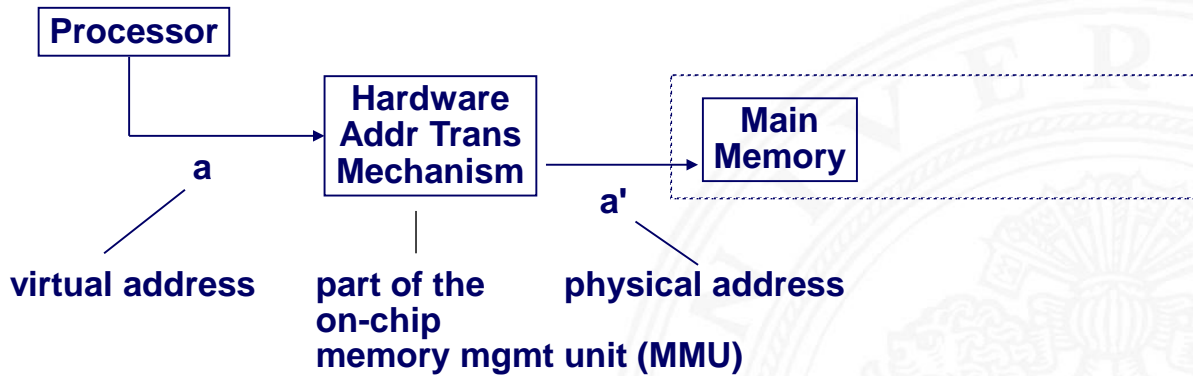 Processor
Hardware
Addr Trans
Mechanism
Main
Memory
a
a'
virtual address
part of the
on-chip
memory mgmt unit (MMU)
physical address